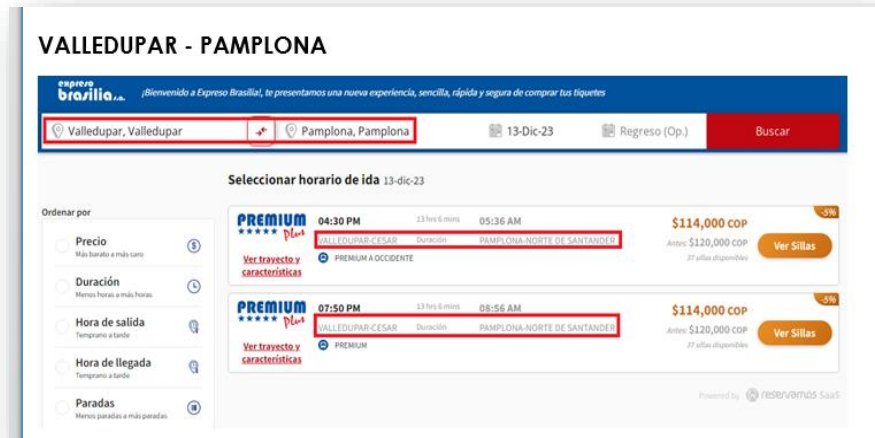 VALLEDUPAR - PAMPLONA
expreso
brasilia s.a.
¡Bienvenido a Expreso Brasilia!, te presentamos una nueva experiencia, sencilla, rápida y segura de comprar tus tiquetes
Valledupar, Valledupar
Pamplona, Pamplona
13-Dic-23
Regreso (Op.)
Buscar
Seleccionar horario de ida 13-dic-23
Ordenar por
Precio
Más barato a más caro
Duración
Menos horas a más horas
Hora de salida
Temprano a tarde
Hora de llegada
Temprano a tarde
Paradas
Menos paradas a más paradas
PREMIUM
Plus
Ver trayecto y
características
04:30 PM 13 hrs 6 mins 05:36 AM
VALLEDUPAR-CESAR Duración PAMPLONA-NORTE DE SANTANDER
PREMIUM A OCCIDENTE
-5%
$114,000 COP
Antes: $120,000 COP
37 sillas disponibles
Ver Sillas
PREMIUM
Plus
Ver trayecto y
características
07:50 PM 13 hrs 6 mins 08:56 AM
VALLEDUPAR-CESAR Duración PAMPLONA-NORTE DE SANTANDER
PREMIUM
-5%
$114,000 COP
Antes: $120,000 COP
37 sillas disponibles
Ver Sillas
Powered by reservamos SaaS